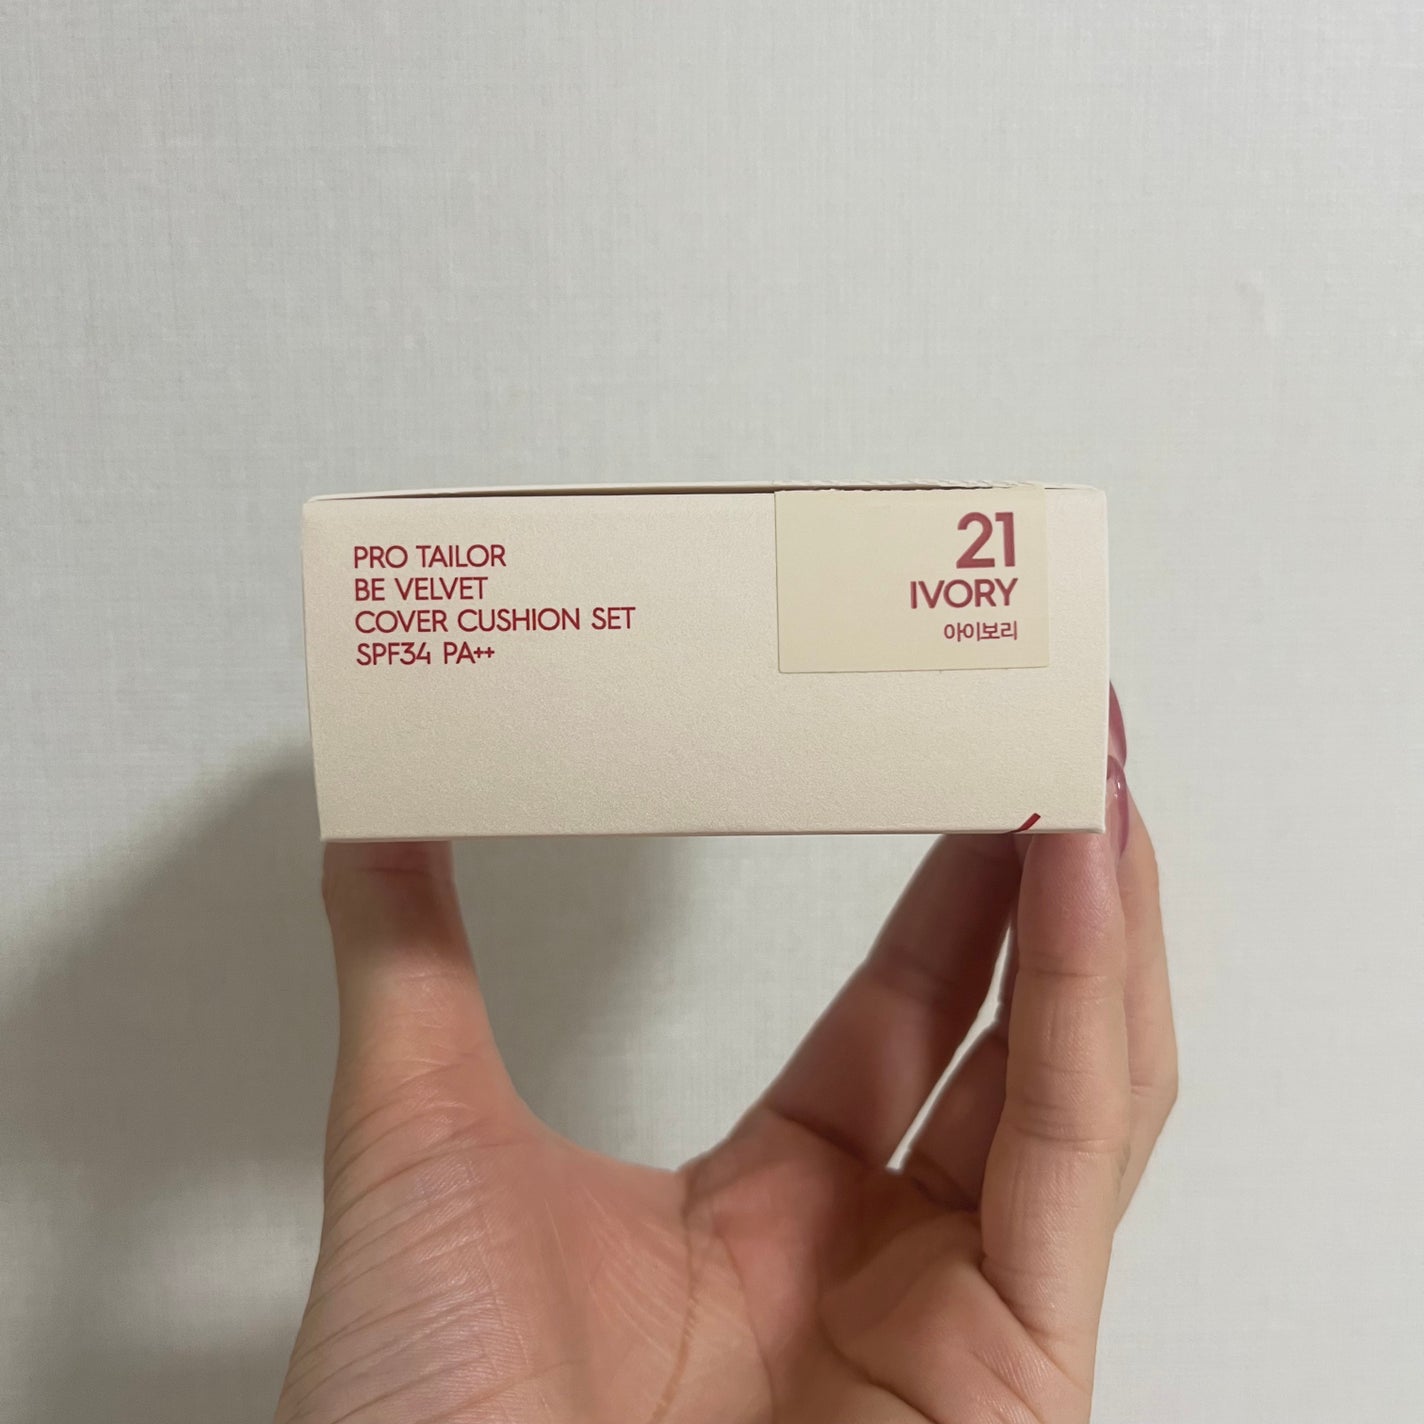 PRO TAILOR
BE VELVET
COVER CUSHION SET
SPF34 PA++
21
IVORY
아이보리